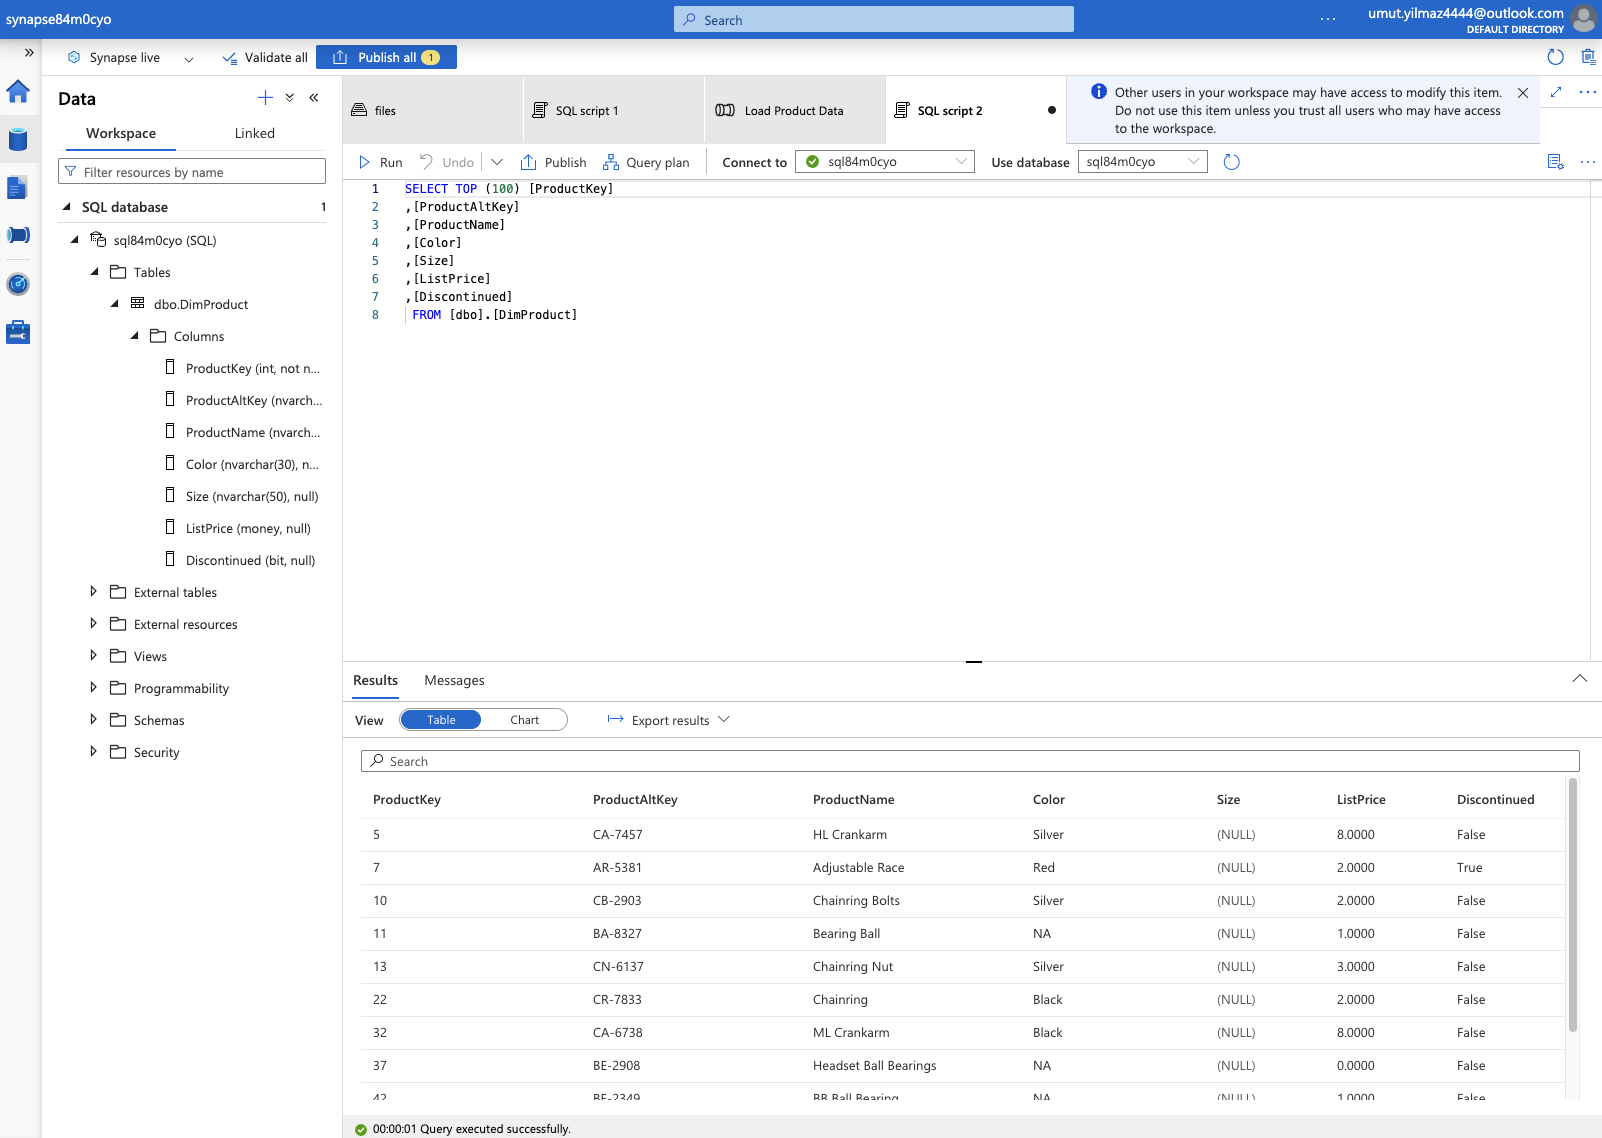 synapse84m0cyo
Search
umut.yilmaz4444@outlook.com
DEFAULT DIRECTORY
Synapse live
Validate all
Publish all 1
Data
Workspace
Linked
Filter resources by name
SQL database 1
sql84m0cyo (SQL)
Tables
dbo.DimProduct
Columns
ProductKey (int, not n...
ProductAltKey (nvarch...
ProductName (nvarch...
Color (nvarchar(30), n...
Size (nvarchar(50), null)
ListPrice (money, null)
Discontinued (bit, null)
External tables
External resources
Views
Programmability
Schemas
Security
files
SQL script 1
Load Product Data
SQL script 2
Other users in your workspace may have access to modify this item.
Do not use this item unless you trust all users who may have access
to the workspace.
Run
Undo
Publish
Query plan
Connect to
sql84m0cyo
Use database
sql84m0cyo
1 SELECT TOP (100) [ProductKey]
2 ,[ProductAltKey]
3 ,[ProductName]
4 ,[Color]
5 ,[Size]
6 ,[ListPrice]
7 ,[Discontinued]
8 FROM [dbo].[DimProduct]
Results
Messages
View
Table
Chart
Export results
Search
ProductKey ProductAltKey ProductName Color Size ListPrice Discontinued
5 CA-7457 HL Crankarm Silver (NULL) 8.0000 False
7 AR-5381 Adjustable Race Red (NULL) 2.0000 True
10 CB-2903 Chainring Bolts Silver (NULL) 2.0000 False
11 BA-8327 Bearing Ball NA (NULL) 1.0000 False
13 CN-6137 Chainring Nut Silver (NULL) 3.0000 False
22 CR-7833 Chainring Black (NULL) 2.0000 False
32 CA-6738 ML Crankarm Black (NULL) 8.0000 False
37 BE-2908 Headset Ball Bearings NA (NULL) 0.0000 False
42 BE-2349 BB Ball Bearing NA (NULL) 1.0000 False
00:00:01 Query executed successfully.